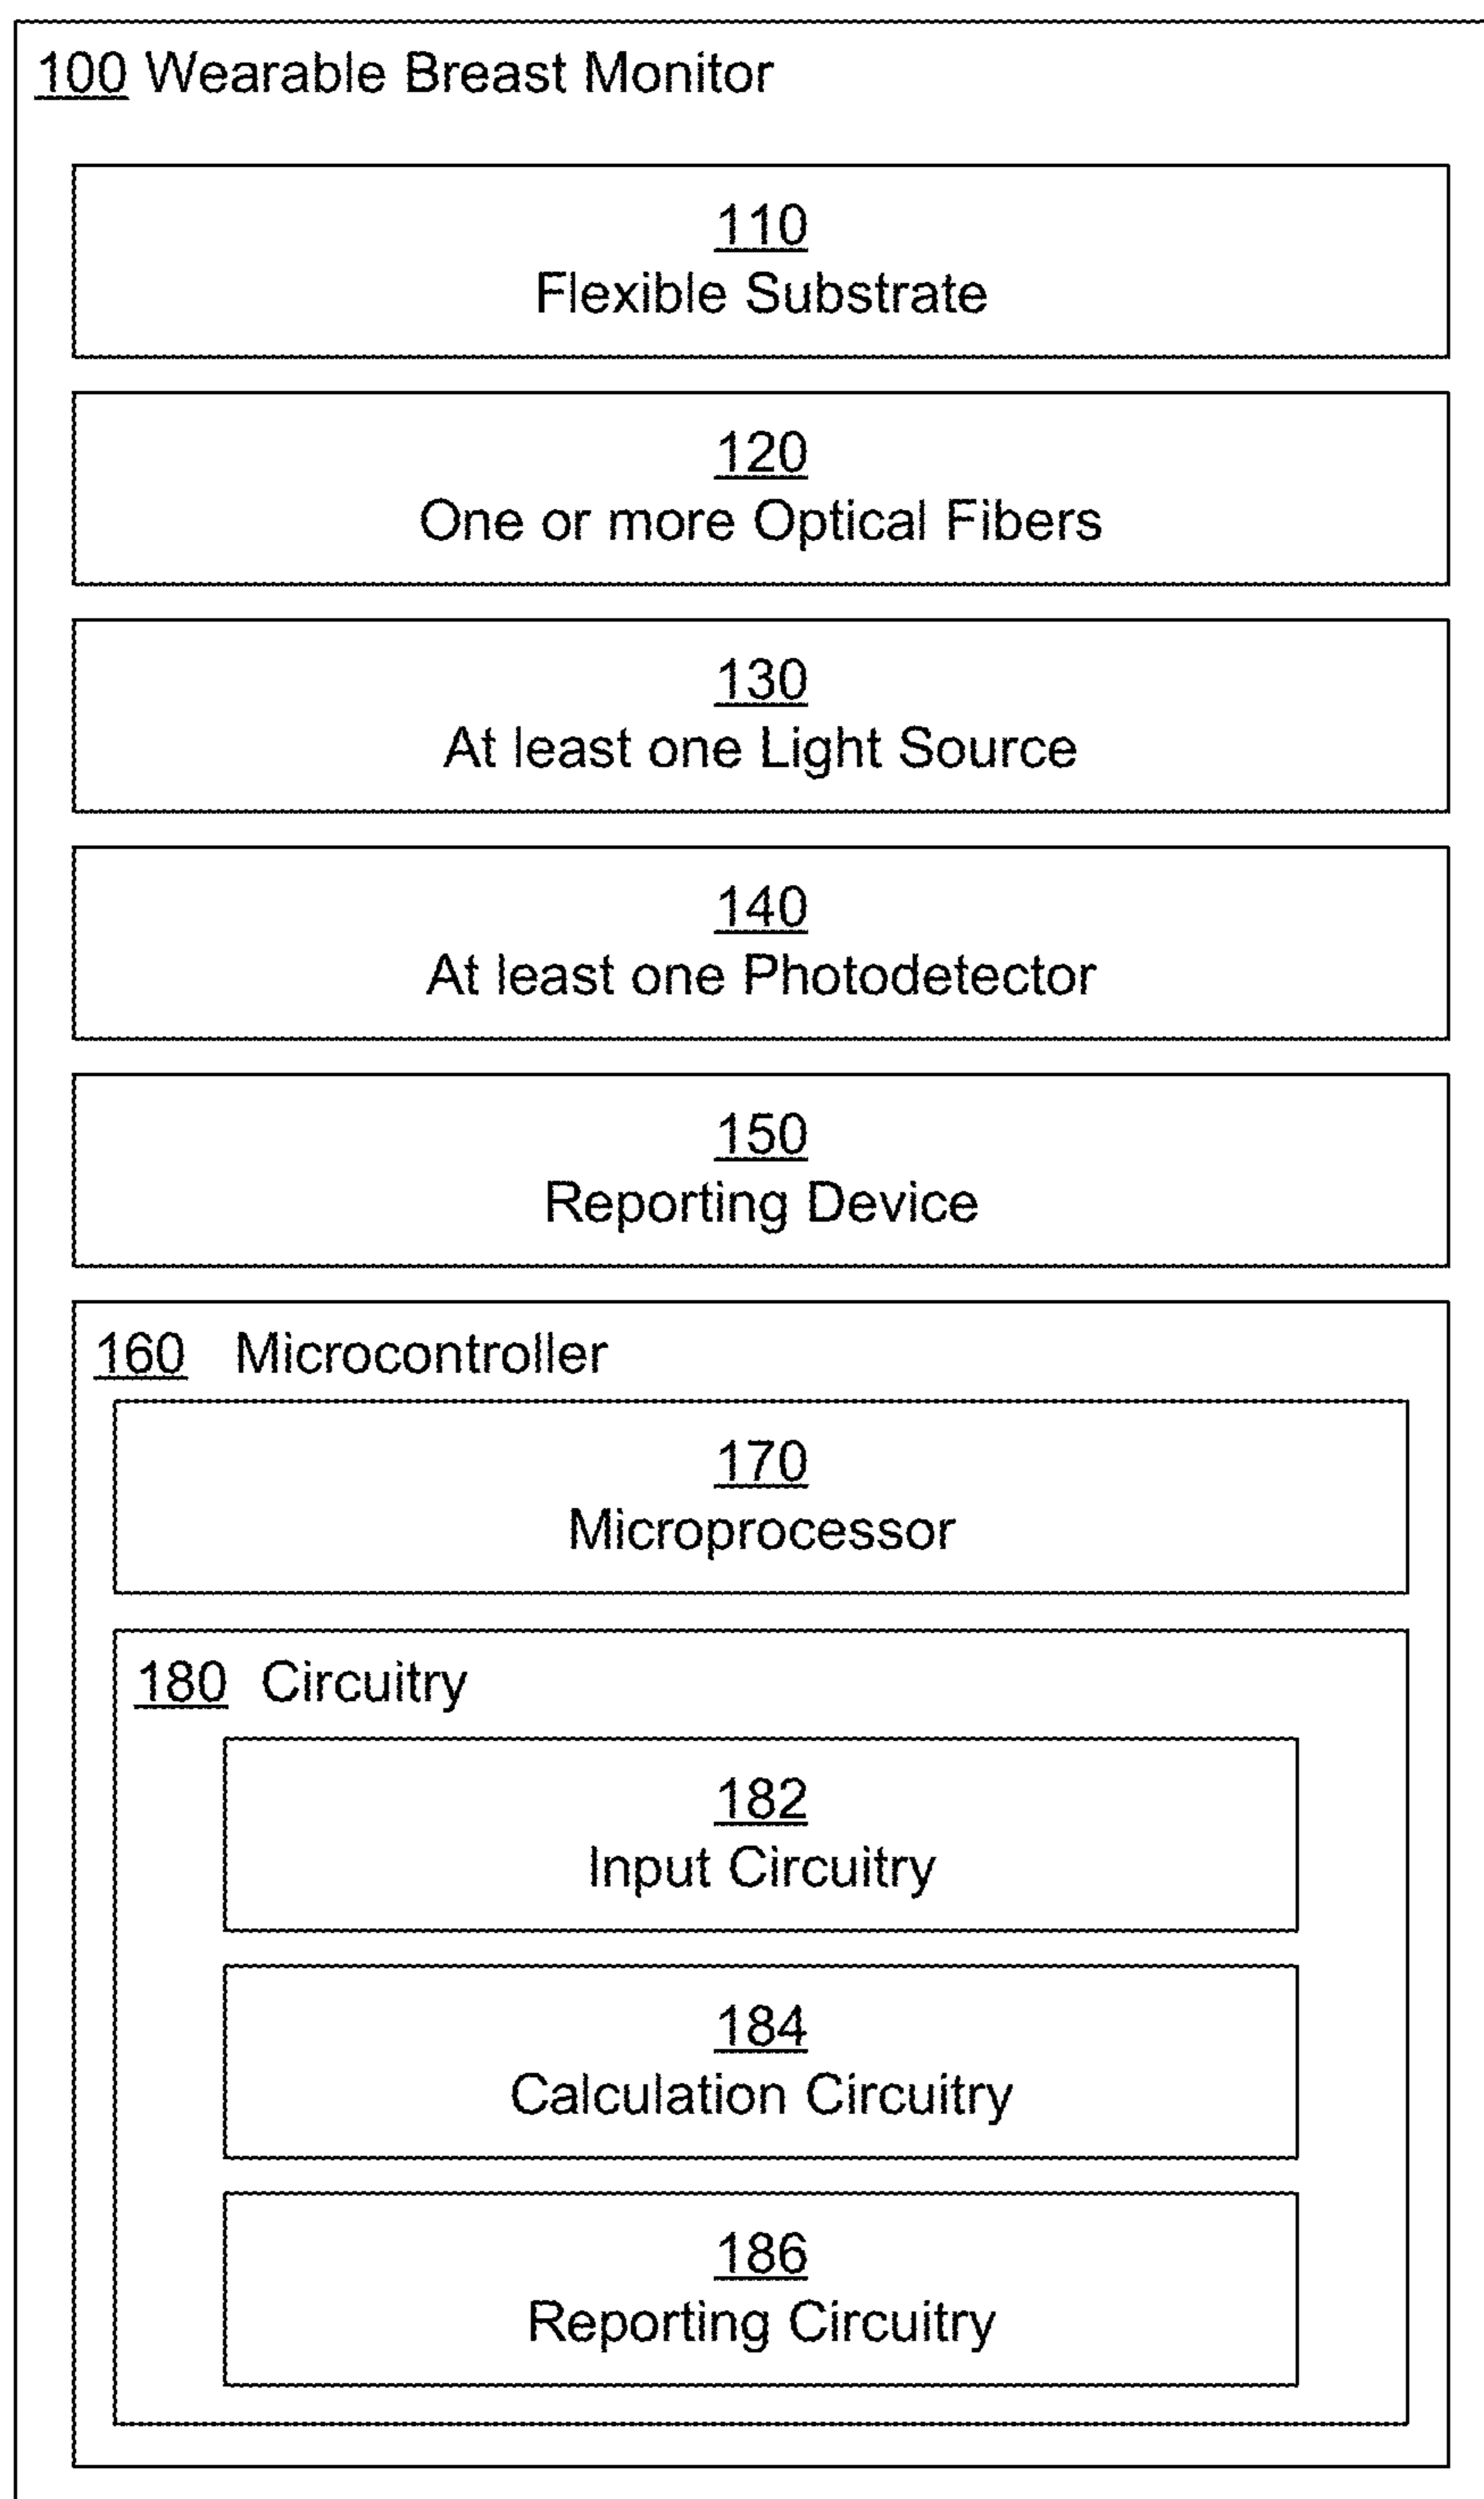 100 Wearable Breast Monitor
110
Flexible Substrate
120
One or more Optical Fibers
130
At least one Light Source
140
At least one Photodetector
150
Reporting Device
160 Microcontroller
170
Microprocessor
180 Circuitry
182
Input Circuitry
184
Calculation Circuitry
186
Reporting Circuitry